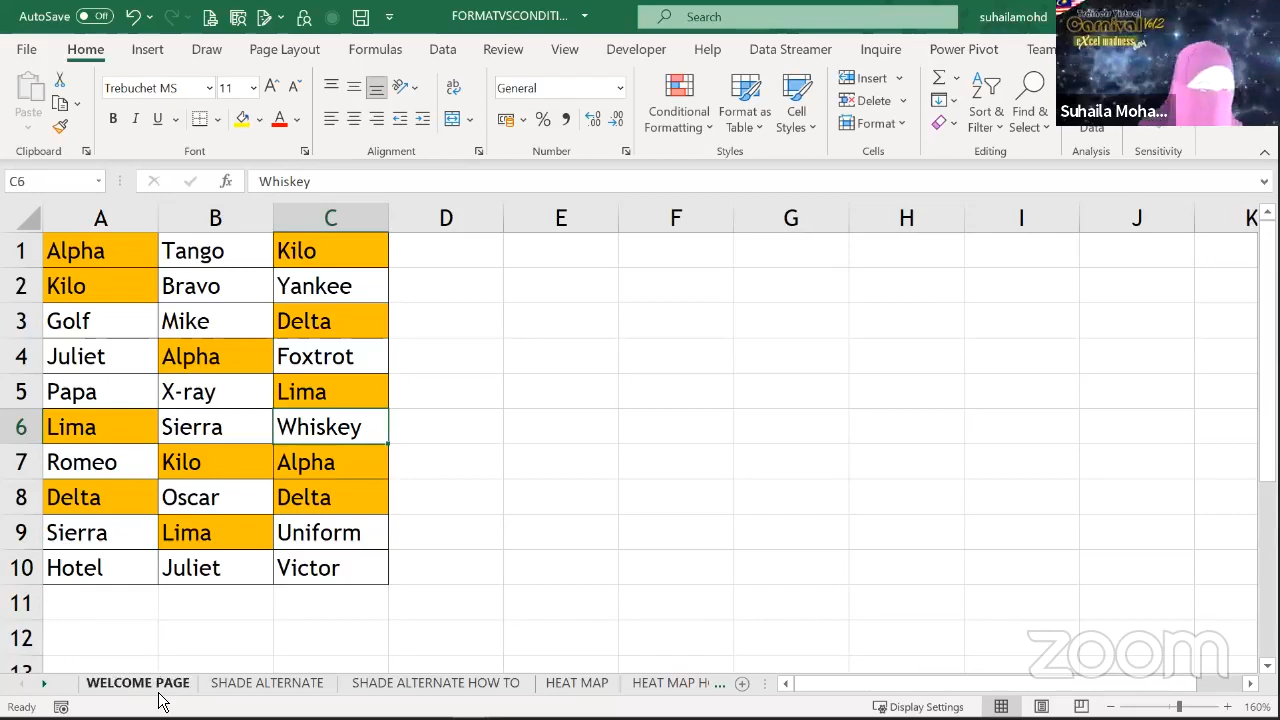 AutoSave Off FORMATVSCONDITI... Search suhailamohd
File Home Insert Draw Page Layout Formulas Data Review View Developer Help Data Streamer Inquire Power Pivot Team
Trainers Virtual
Carnival Vol2
eXcel madness
Suhaila Moha...
Paste
Trebuchet MS 11
B I U A
General
Conditional Formatting
Format as Table
Cell Styles
Insert
Delete
Format
Sort & Filter
Find & Select
Data
Clipboard Font Alignment Number Styles Cells Editing Analysis Sensitivity
C6 fx Whiskey
A B C D E F G H I J K
1 Alpha Tango Kilo
2 Kilo Bravo Yankee
3 Golf Mike Delta
4 Juliet Alpha Foxtrot
5 Papa X-ray Lima
6 Lima Sierra Whiskey
7 Romeo Kilo Alpha
8 Delta Oscar Delta
9 Sierra Lima Uniform
10 Hotel Juliet Victor
11
12
13
zoom
WELCOME PAGE SHADE ALTERNATE SHADE ALTERNATE HOW TO HEAT MAP HEAT MAP HO ...
Ready Display Settings 160%